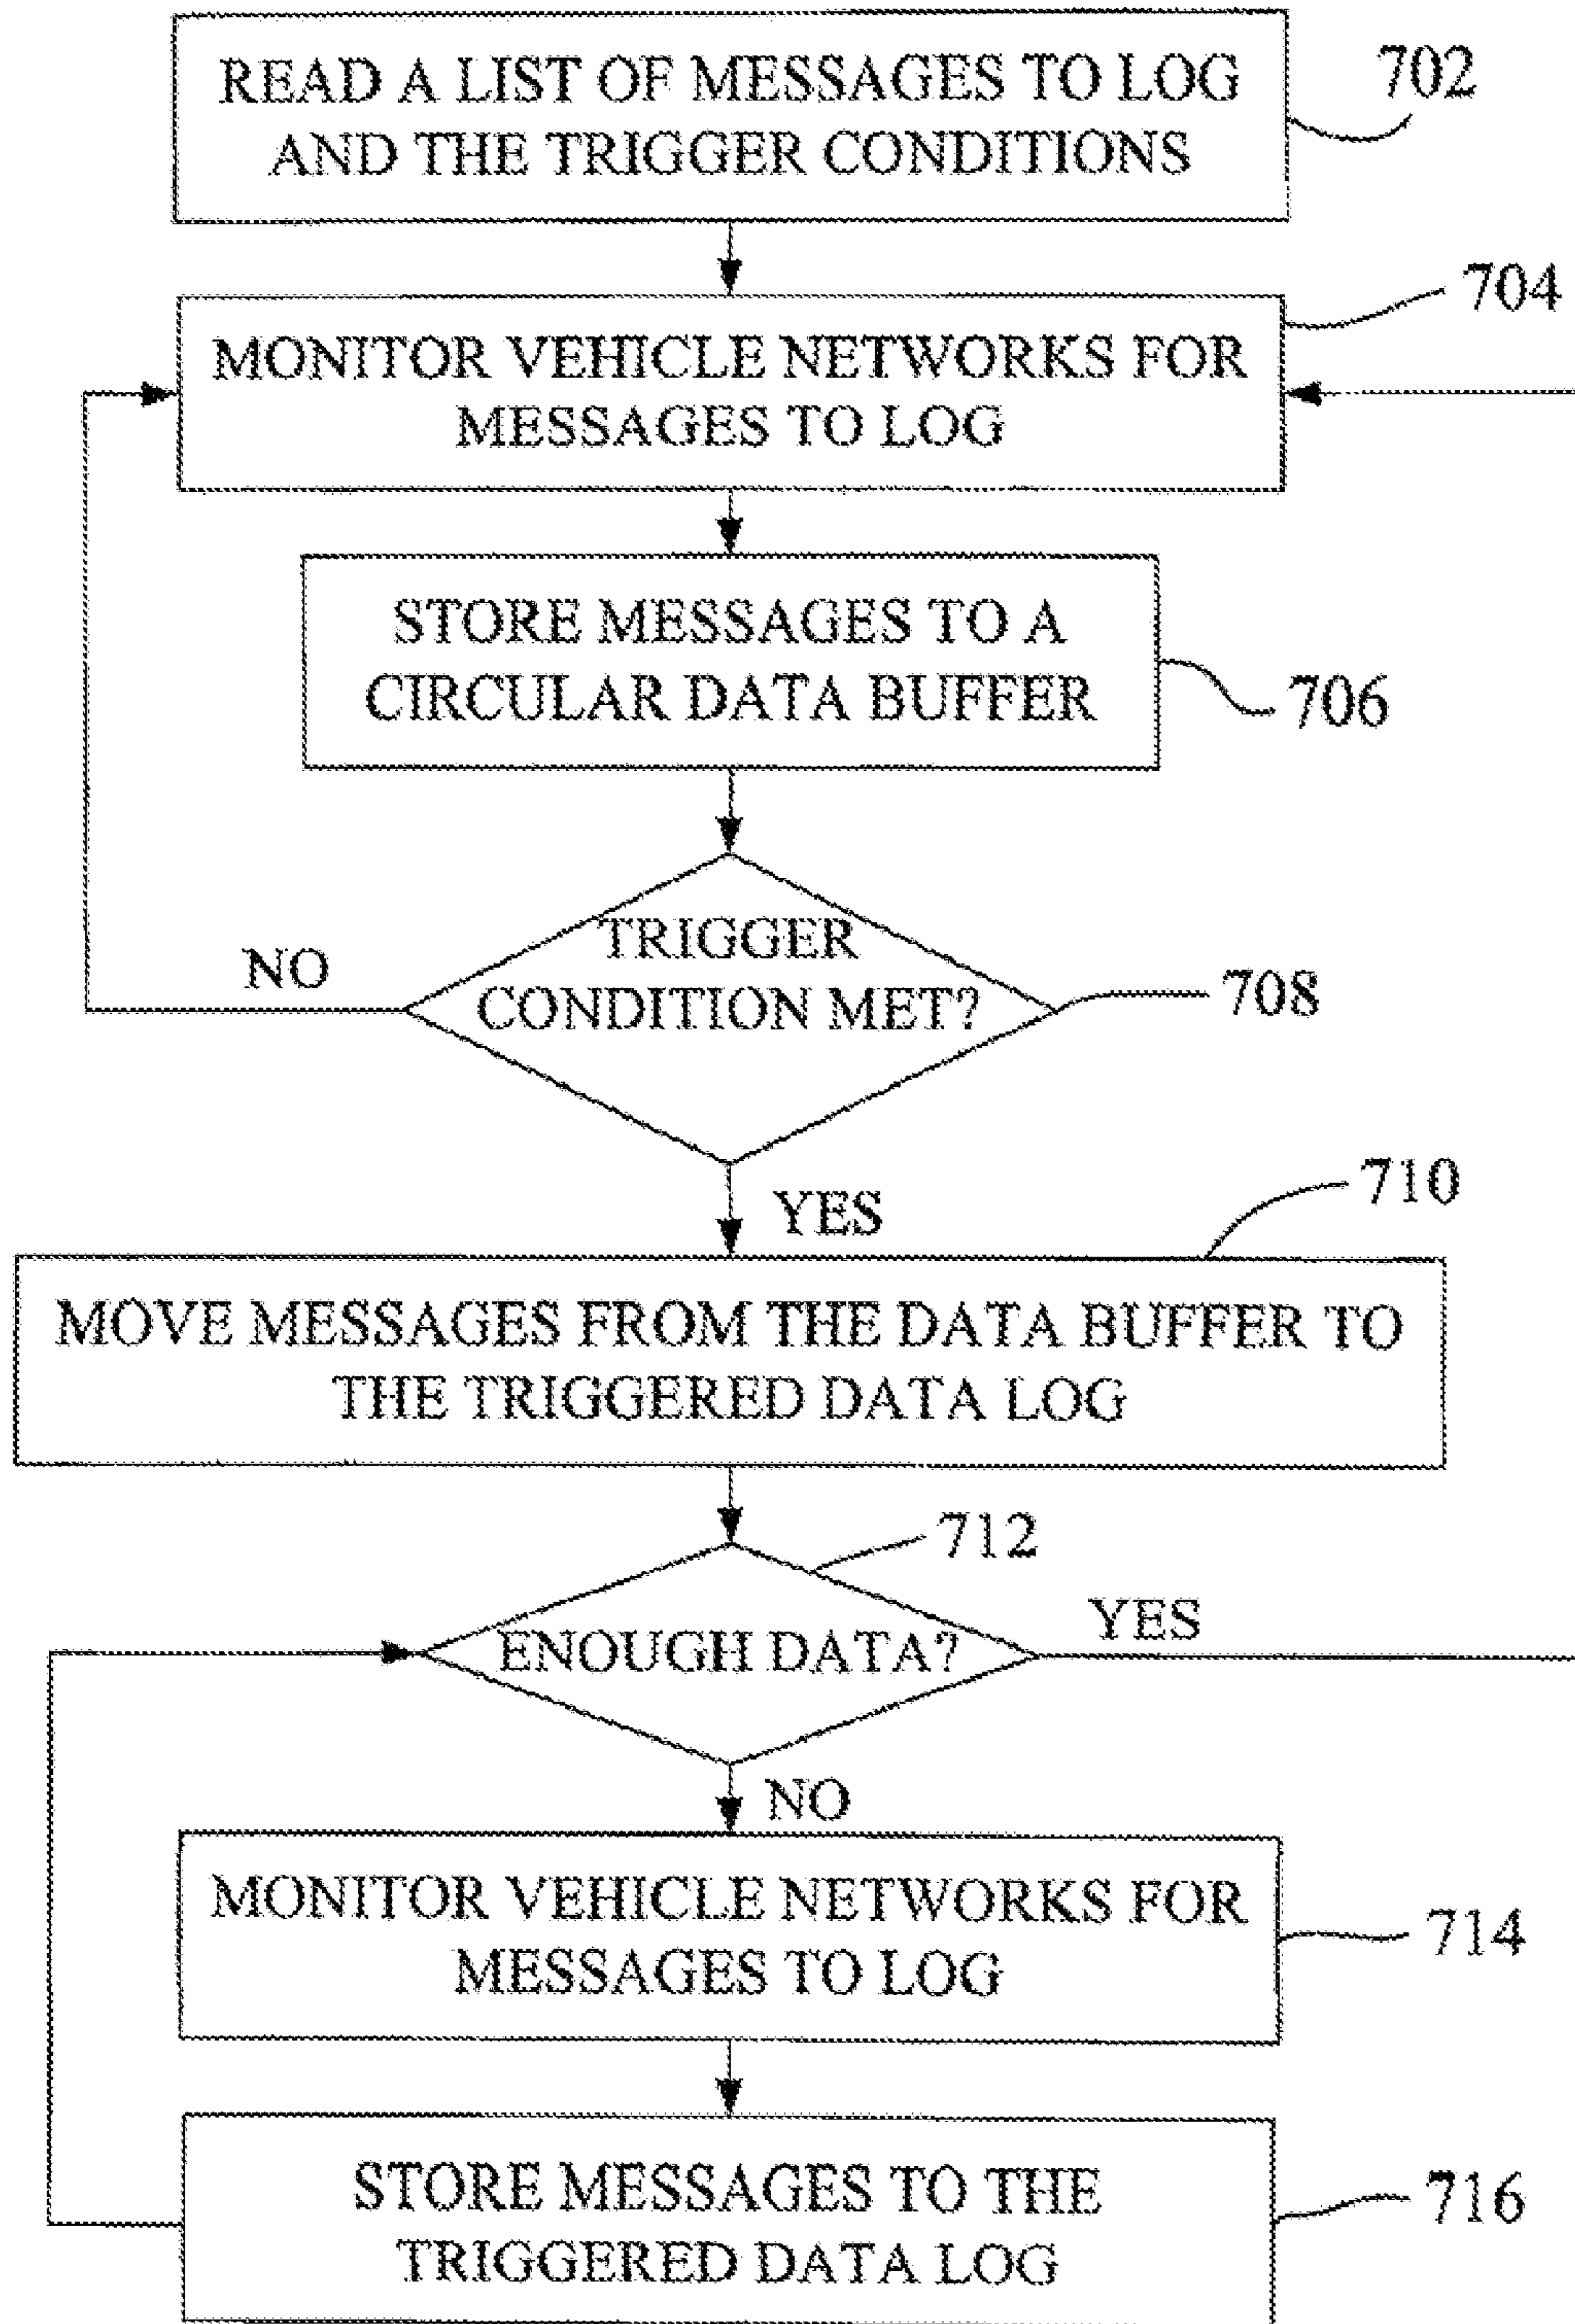 READ A LIST OF MESSAGES TO LOG
AND THE TRIGGER CONDITIONS
702
MONITOR VEHICLE NETWORKS FOR
MESSAGES TO LOG
704
STORE MESSAGES TO A
CIRCULAR DATA BUFFER
706
TRIGGER
CONDITION MET?
NO
708
YES
710
MOVE MESSAGES FROM THE DATA BUFFER TO
THE TRIGGERED DATA LOG
712
ENOUGH DATA?
YES
NO
MONITOR VEHICLE NETWORKS FOR
MESSAGES TO LOG
714
STORE MESSAGES TO THE
TRIGGERED DATA LOG
716